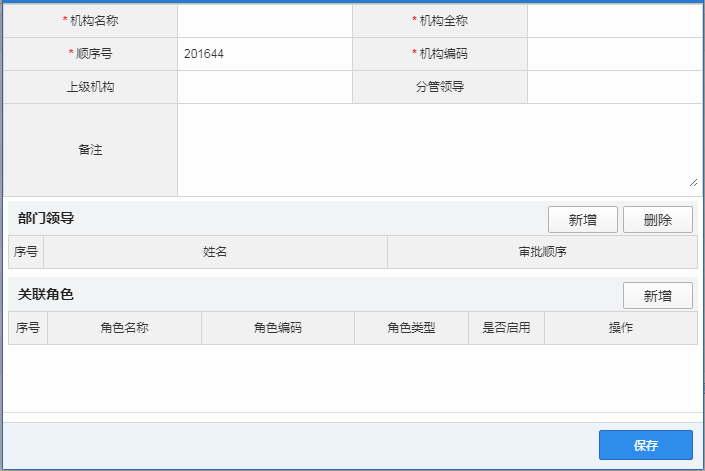 * 机构名称 * 机构全称
* 顺序号 201644 * 机构编码
上级机构 分管领导
备注
部门领导 新增 删除
序号 姓名 审批顺序
关联角色 新增
序号 角色名称 角色编码 角色类型 是否启用 操作
保存